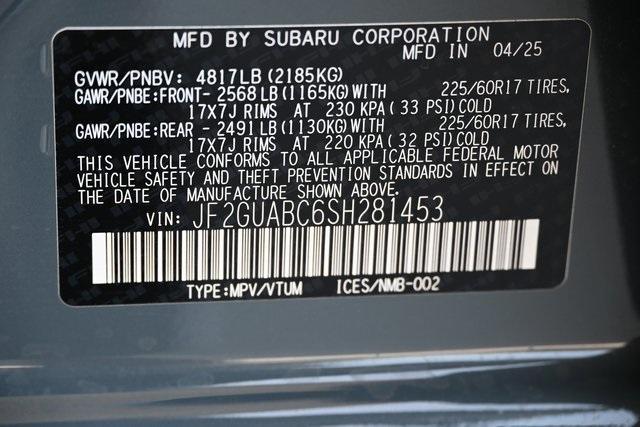 MFD BY SUBARU CORPORATION
MFD IN 04/25
GVWR/PNBV: 4817LB (2185KG)
GAWR/PNBE:FRONT-2568 LB (1165KG)WITH 225/60R17 TIRES,
17X7J RIMS AT 230 KPA (33 PSI)COLD
GAWR/PNBE:REAR -2491 LB (1130KG)WITH 225/60R17 TIRES,
17X7J RIMS AT 220 KPA (32 PSI)COLD
THIS VEHICLE CONFORMS TO ALL APPLICABLE FEDERAL MOTOR
VEHICLE SAFETY AND THEFT PREVENTION STANDARDS IN EFFECT ON
THE DATE OF MANUFACTURE SHOWN ABOVE.
VIN: JF2GUABC6SH281453
TYPE:MPV/VTUM ICES/NMB-002